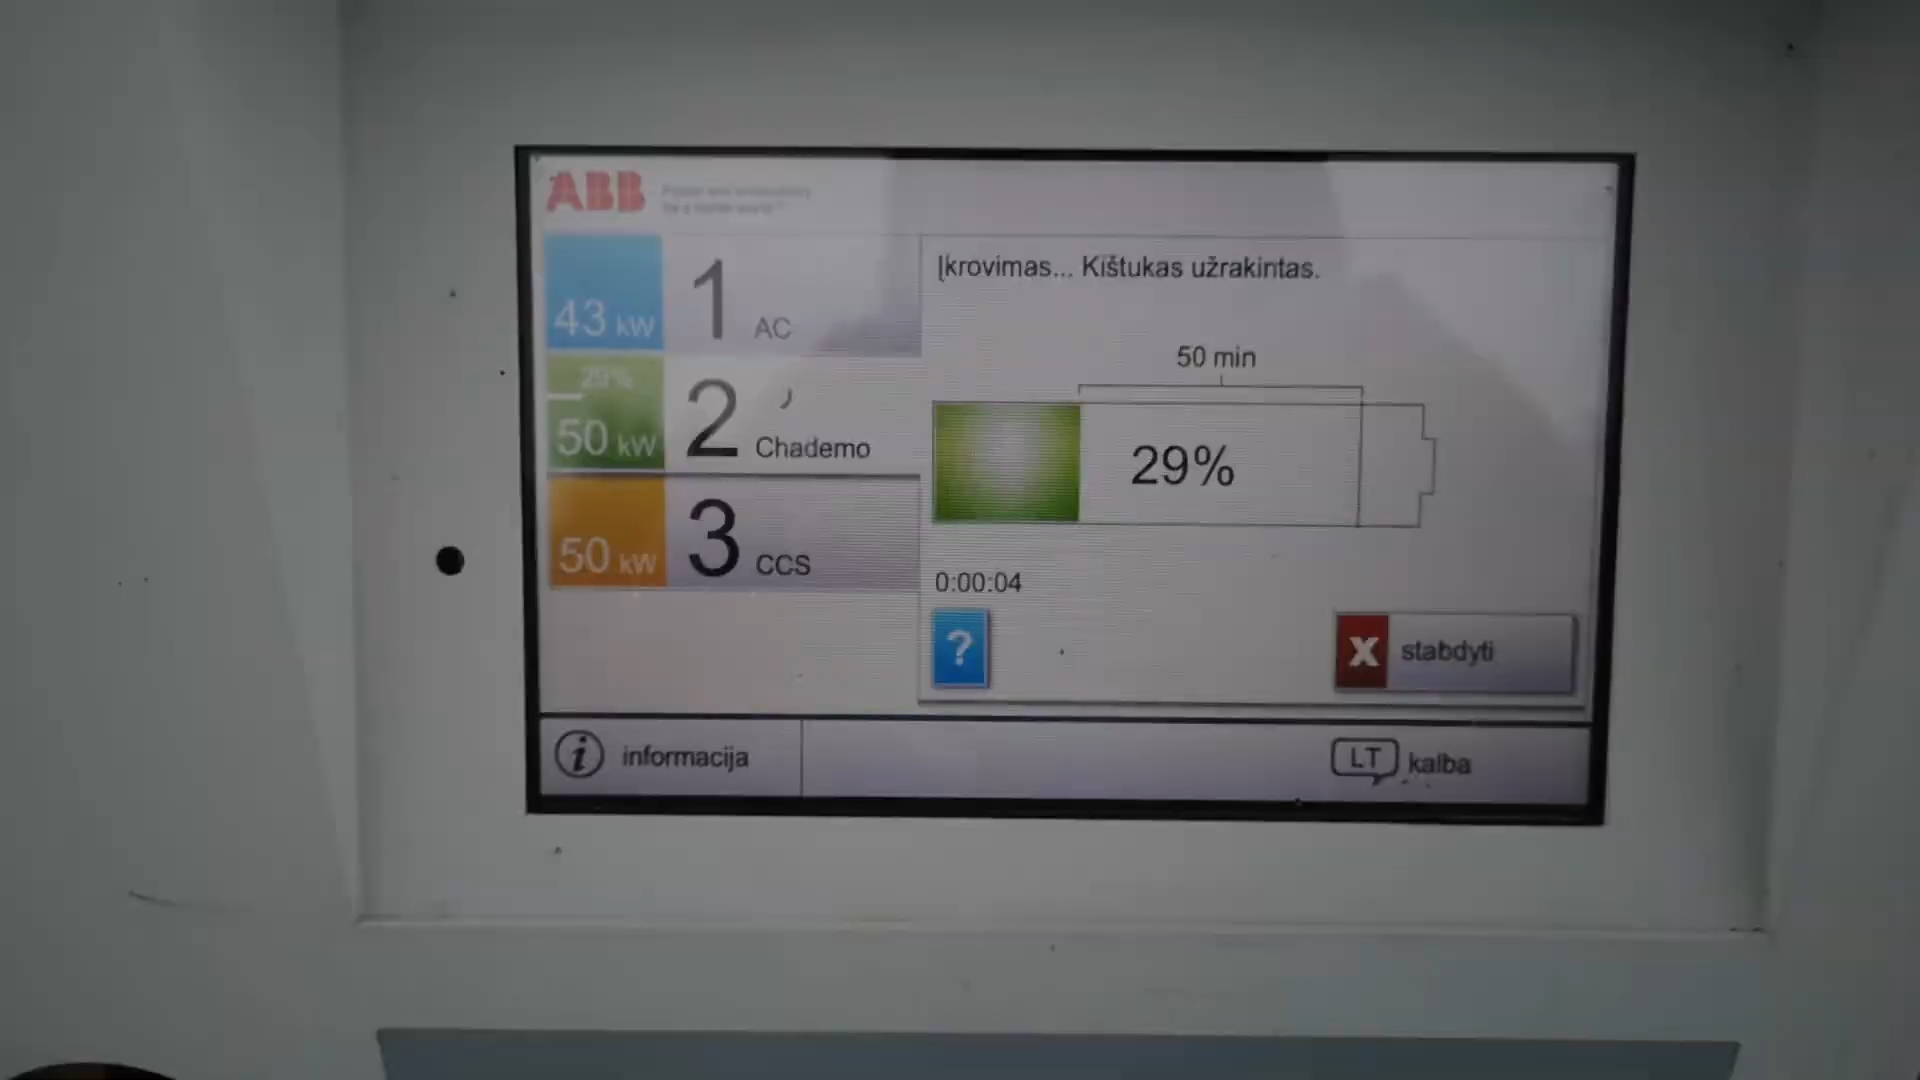 ABB
43 kW
1 AC
29%
50 kW
2 Chademo
50 kW
3 CCS
Įkrovimas... Kištukas užrakintas.
50 min
29%
0:00:04
?
X stabdyti
i informacija
LT kalba